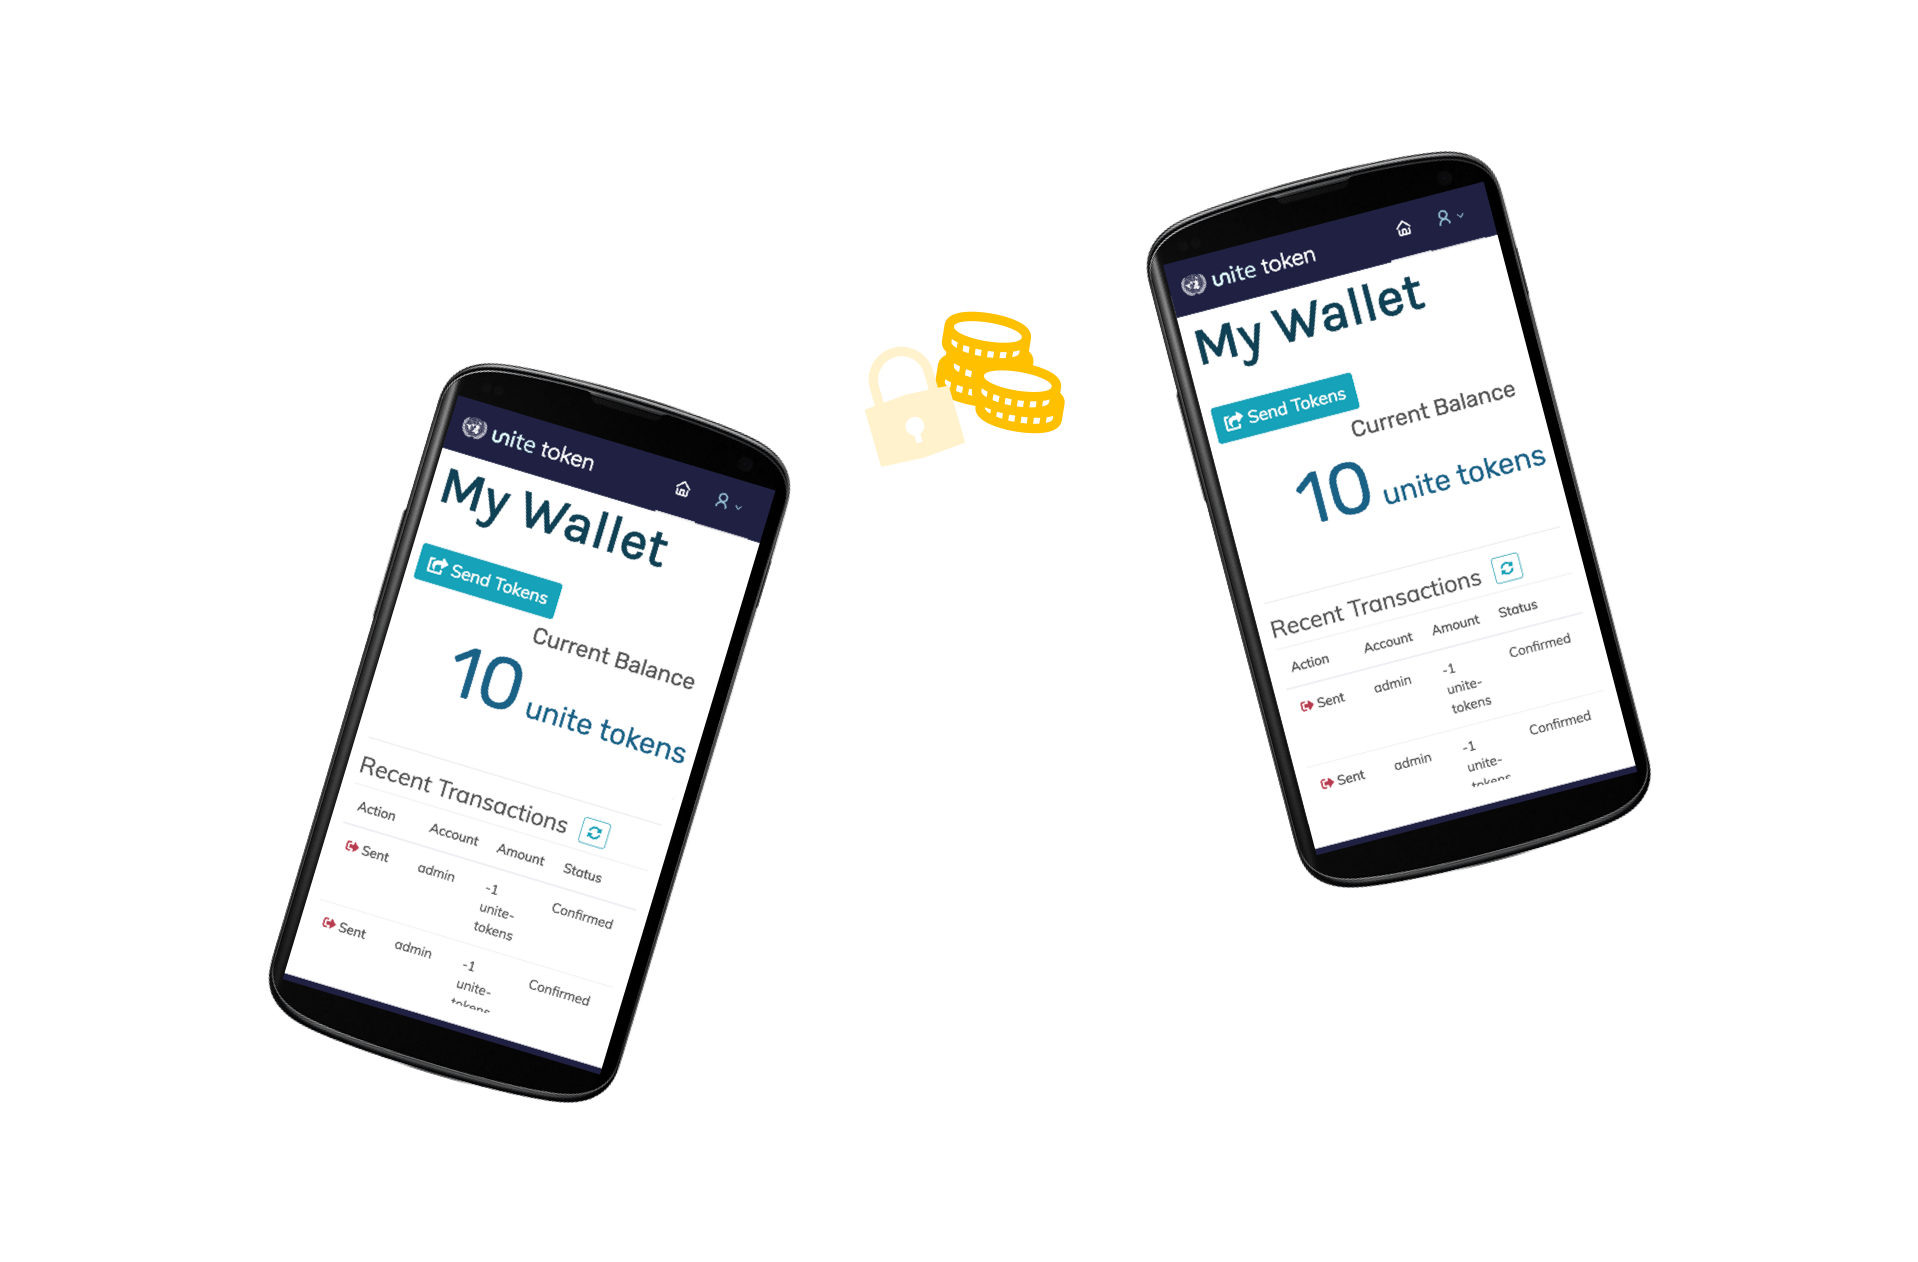 unite token
My Wallet
Send Tokens
Current Balance
10 unite tokens
Recent Transactions
Action Account Amount Status
Sent admin -1 unite- tokens Confirmed
Sent admin -1 unite- tokens Confirmed
unite token
My Wallet
Send Tokens
Current Balance
10 unite tokens
Recent Transactions
Action Account Amount Status
Sent admin -1 unite- tokens Confirmed
Sent admin -1 unite- tokens Confirmed